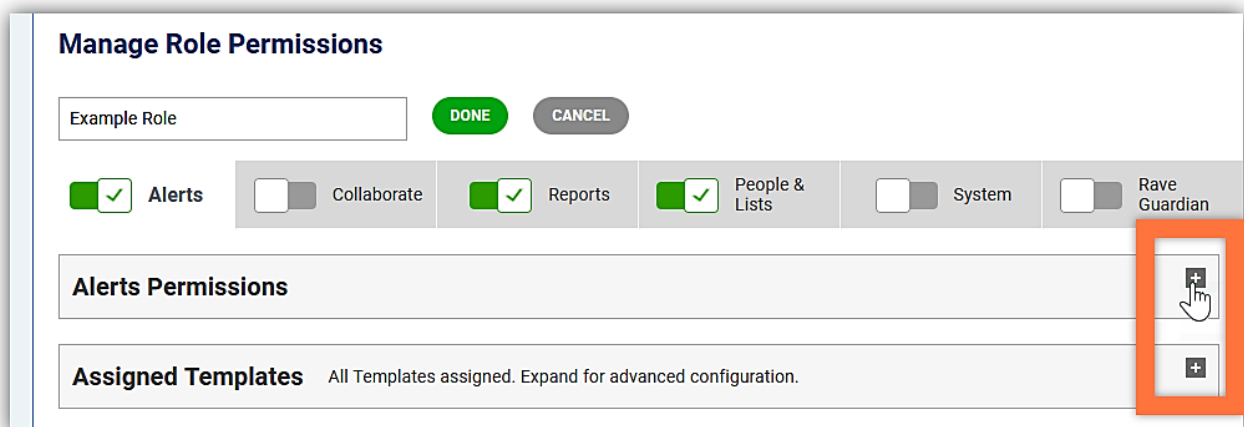 Manage Role Permissions
Example Role
DONE
CANCEL
Alerts
Collaborate
Reports
People &
Lists
System
Rave
Guardian
Alerts Permissions
Assigned Templates All Templates assigned. Expand for advanced configuration.